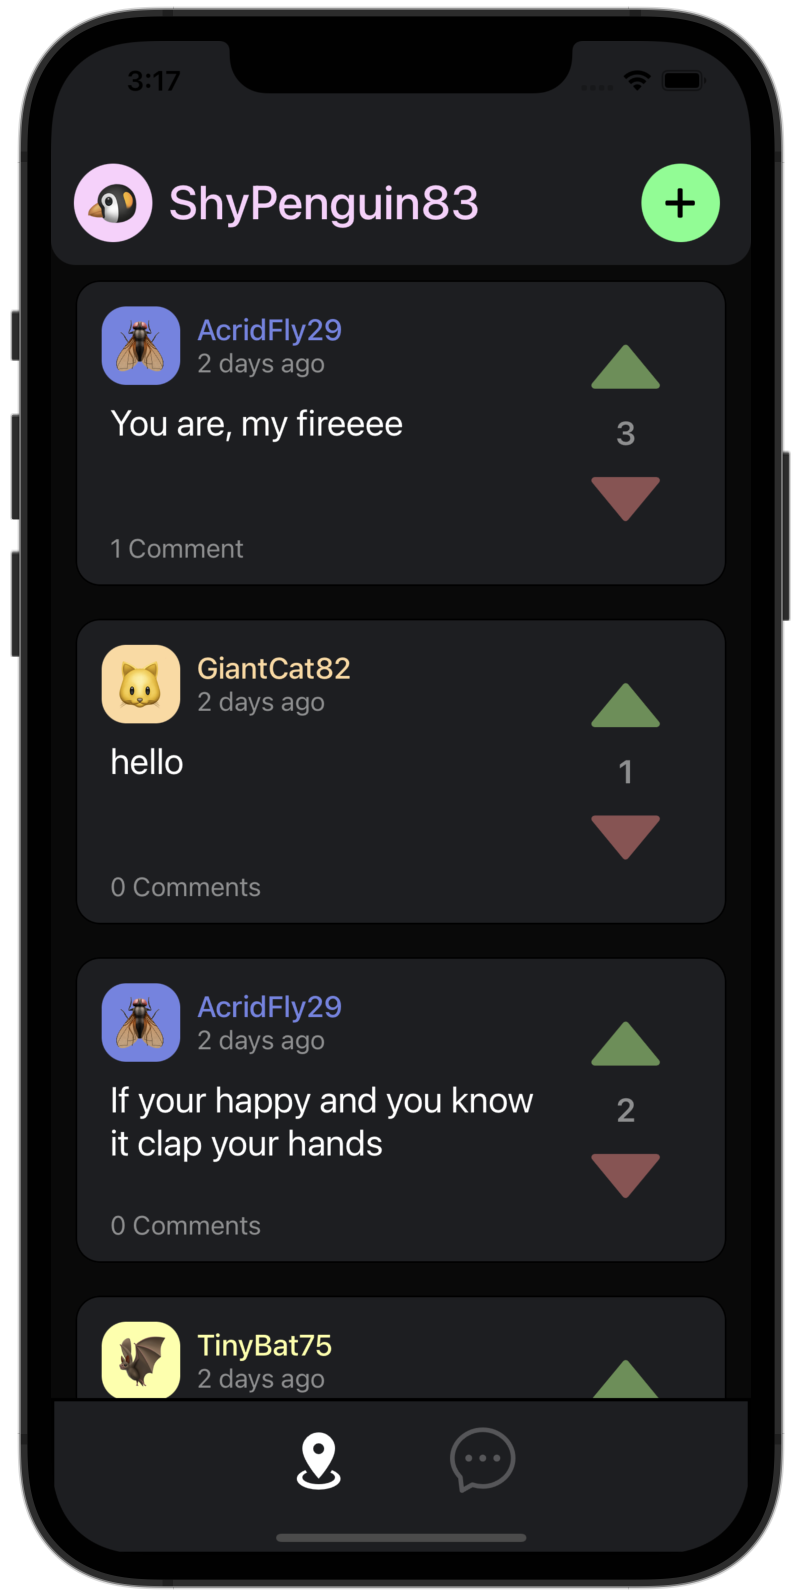 3:17
ShyPenguin83
AcridFly29
2 days ago
You are, my fireeee
3
1 Comment
GiantCat82
2 days ago
hello
1
0 Comments
AcridFly29
2 days ago
If your happy and you know
it clap your hands
2
0 Comments
TinyBat75
2 days ago